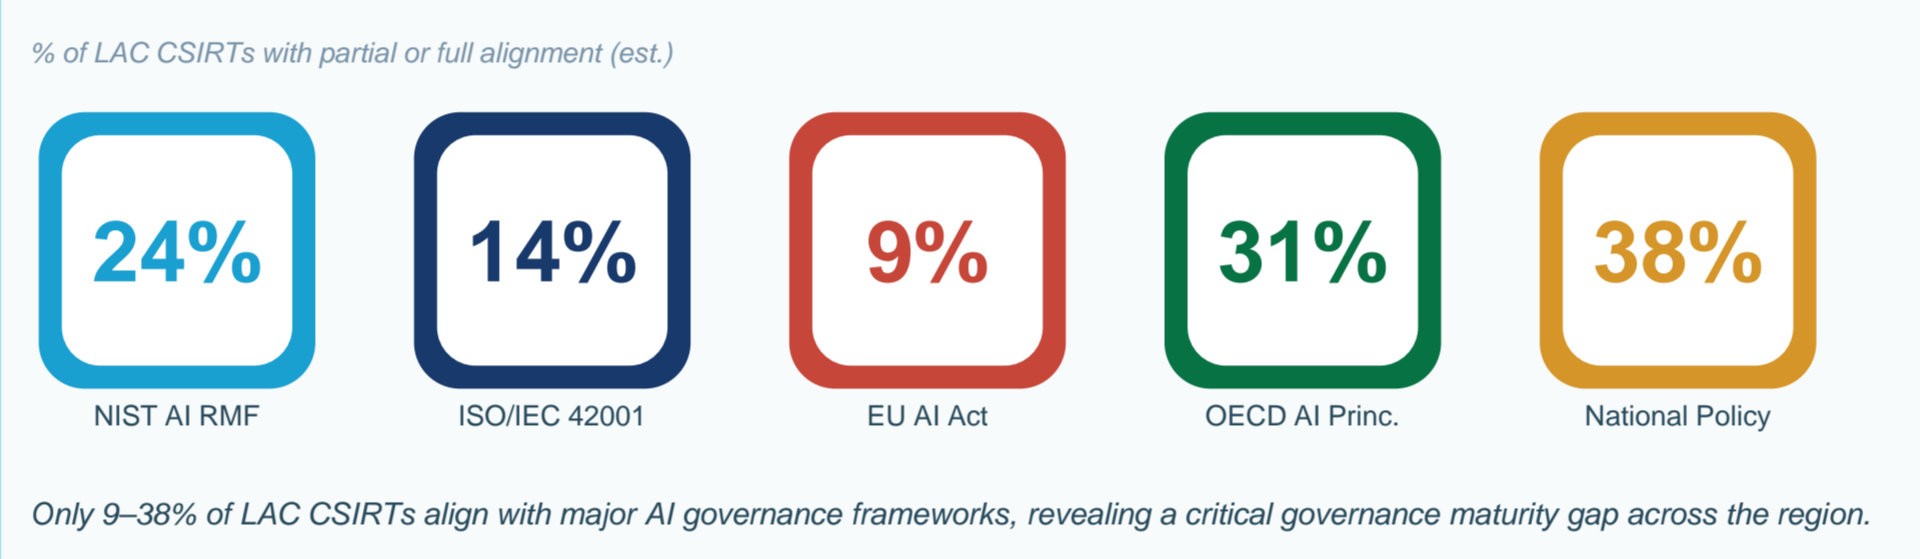 % of LAC CSIRTs with partial or full alignment (est.)
24%
14%
9%
31%
38%
NIST AI RMF
ISO/IEC 42001
EU AI Act
OECD AI Princ.
National Policy
Only 9–38% of LAC CSIRTs align with major AI governance frameworks, revealing a critical governance maturity gap across the region.